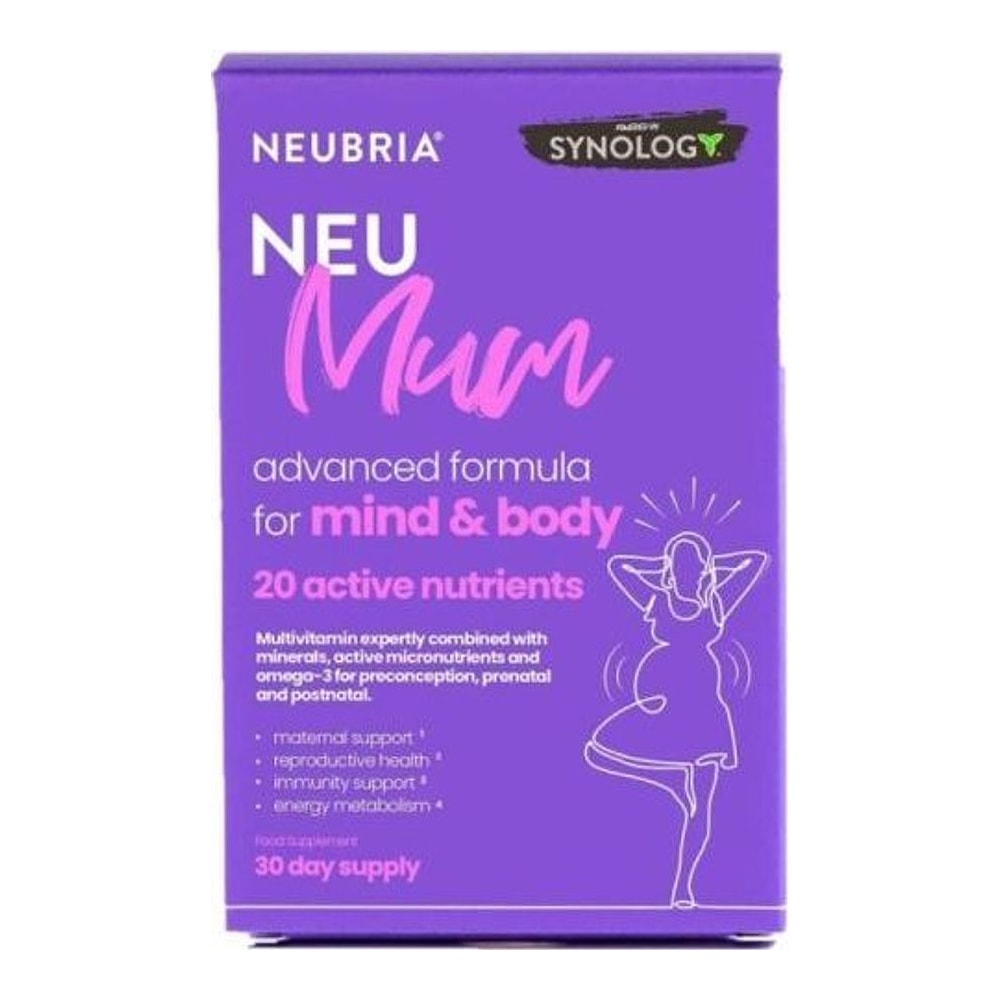 NEUBRIA®
SYNOLOGY
NEU
Mum
advanced formula
for mind & body
20 active nutrients
Multivitamin expertly combined with
minerals, active micronutrients and
omega-3 for preconception, prenatal
and postnatal.
• maternal support ¹
• reproductive health ²
• immunity support ³
• energy metabolism ⁴
Food Supplement
30 day supply